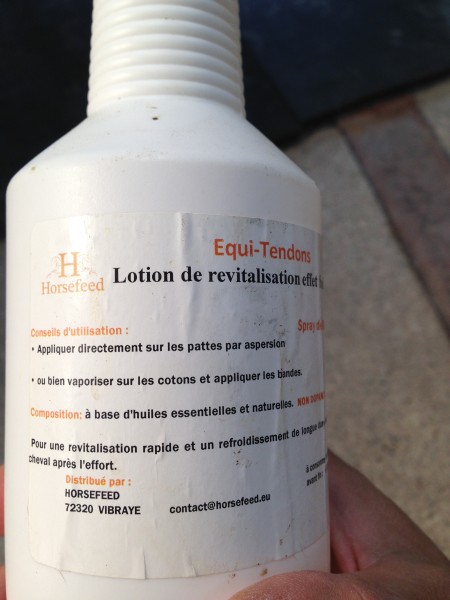 Equi-Tendons
H
Horsefeed
Lotion de revitalisation effet
Spray
Conseils d'utilisation :
• Appliquer directement sur les pattes par aspersion
• ou bien vaporiser sur les cotons et appliquer les bandes.
Composition: à base d'huiles essentielles et naturelles. NON
Pour une revitalisation rapide et un refroidissement de longue
cheval après l'effort.
à
avant
Distribué par :
HORSEFEED
72320 VIBRAYE contact@horsefeed.eu